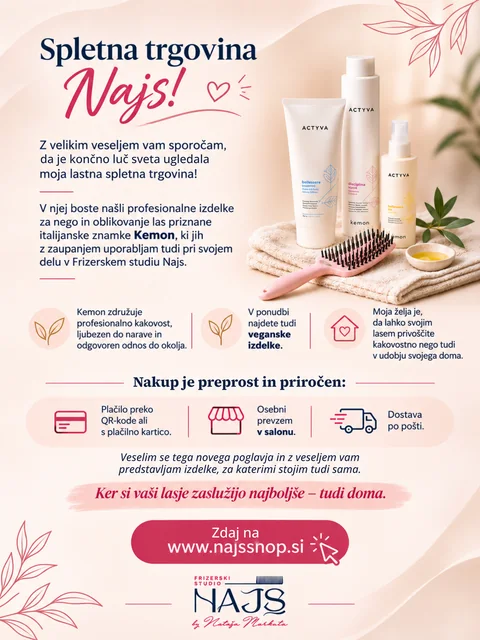 Spletna trgovina
Najs!
Z velikim veseljem vam sporočam,
da je končno luč sveta ugledala
moja lastna spletna trgovina!
V njej boste našli profesionalne izdelke
za nego in oblikovanje las priznane
italijanske znamke Kemon, ki jih
z zaupanjem uporabljam tudi pri svojem
delu v Frizerskem studiu Najs.
ACTYVA
ACTYVA
ACTYVA
kemon
Kemon združuje
profesionalno kakovost,
ljubezen do narave in
odgovoren odnos do okolja.
V ponudbi
najdete tudi
veganske
izdelke.
Moja želja je,
da lahko svojim
lasem privoščite
kakovostno nego tudi
v udobju svojega doma.
Nakup je preprost in priročen:
Plačilo preko
QR-kode ali
s plačilno kartico.
Osebni
prevzem
v salonu.
Dostava
po pošti.
Veselim se tega novega poglavja in z veseljem vam
predstavljam izdelke, za katerimi stojim tudi sama.
Ker si vaši lasje zaslužijo najboljše – tudi doma.
Zdaj na
www.najsshop.si
FRIZERSKI
STUDIO
NAJS
by Nataša Markuta